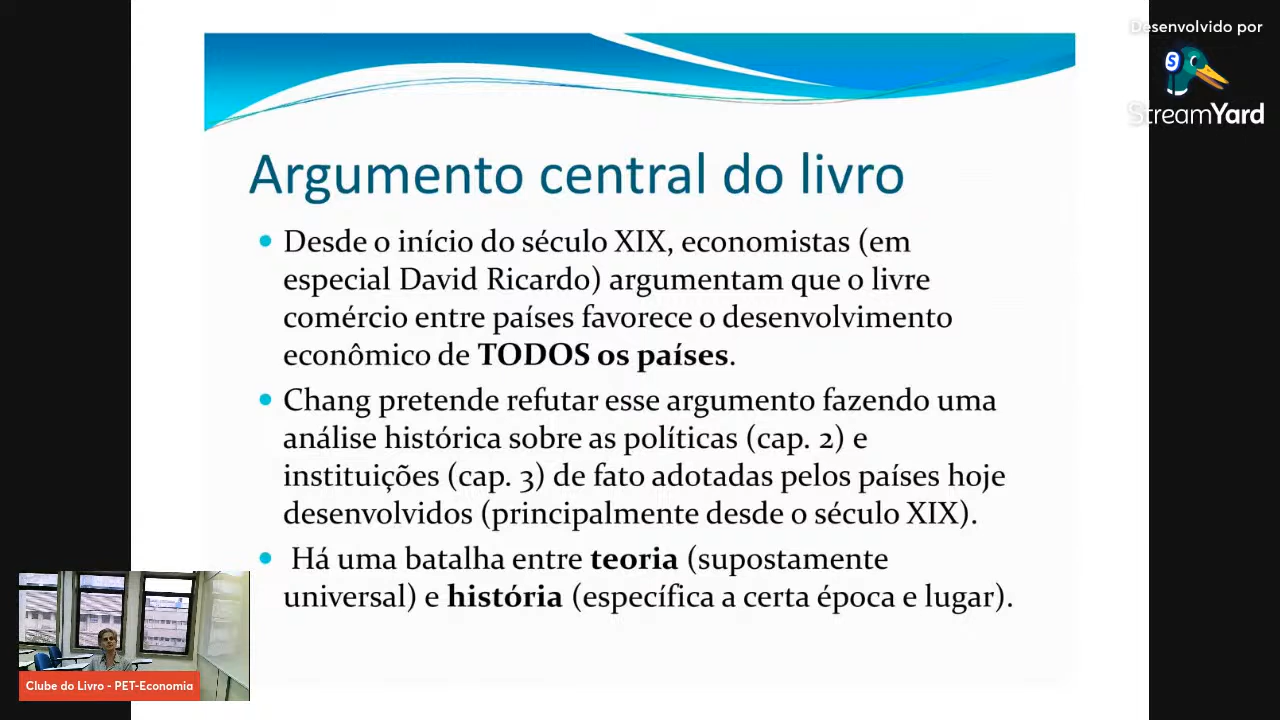 Desenvolvido por
StreamYard
Argumento central do livro
• Desde o início do século XIX, economistas (em
especial David Ricardo) argumentam que o livre
comércio entre países favorece o desenvolvimento
econômico de TODOS os países.
• Chang pretende refutar esse argumento fazendo uma
análise histórica sobre as políticas (cap. 2) e
instituições (cap. 3) de fato adotadas pelos países hoje
desenvolvidos (principalmente desde o século XIX).
• Há uma batalha entre teoria (supostamente
universal) e história (específica a certa época e lugar).
Clube do Livro - PET-Economia